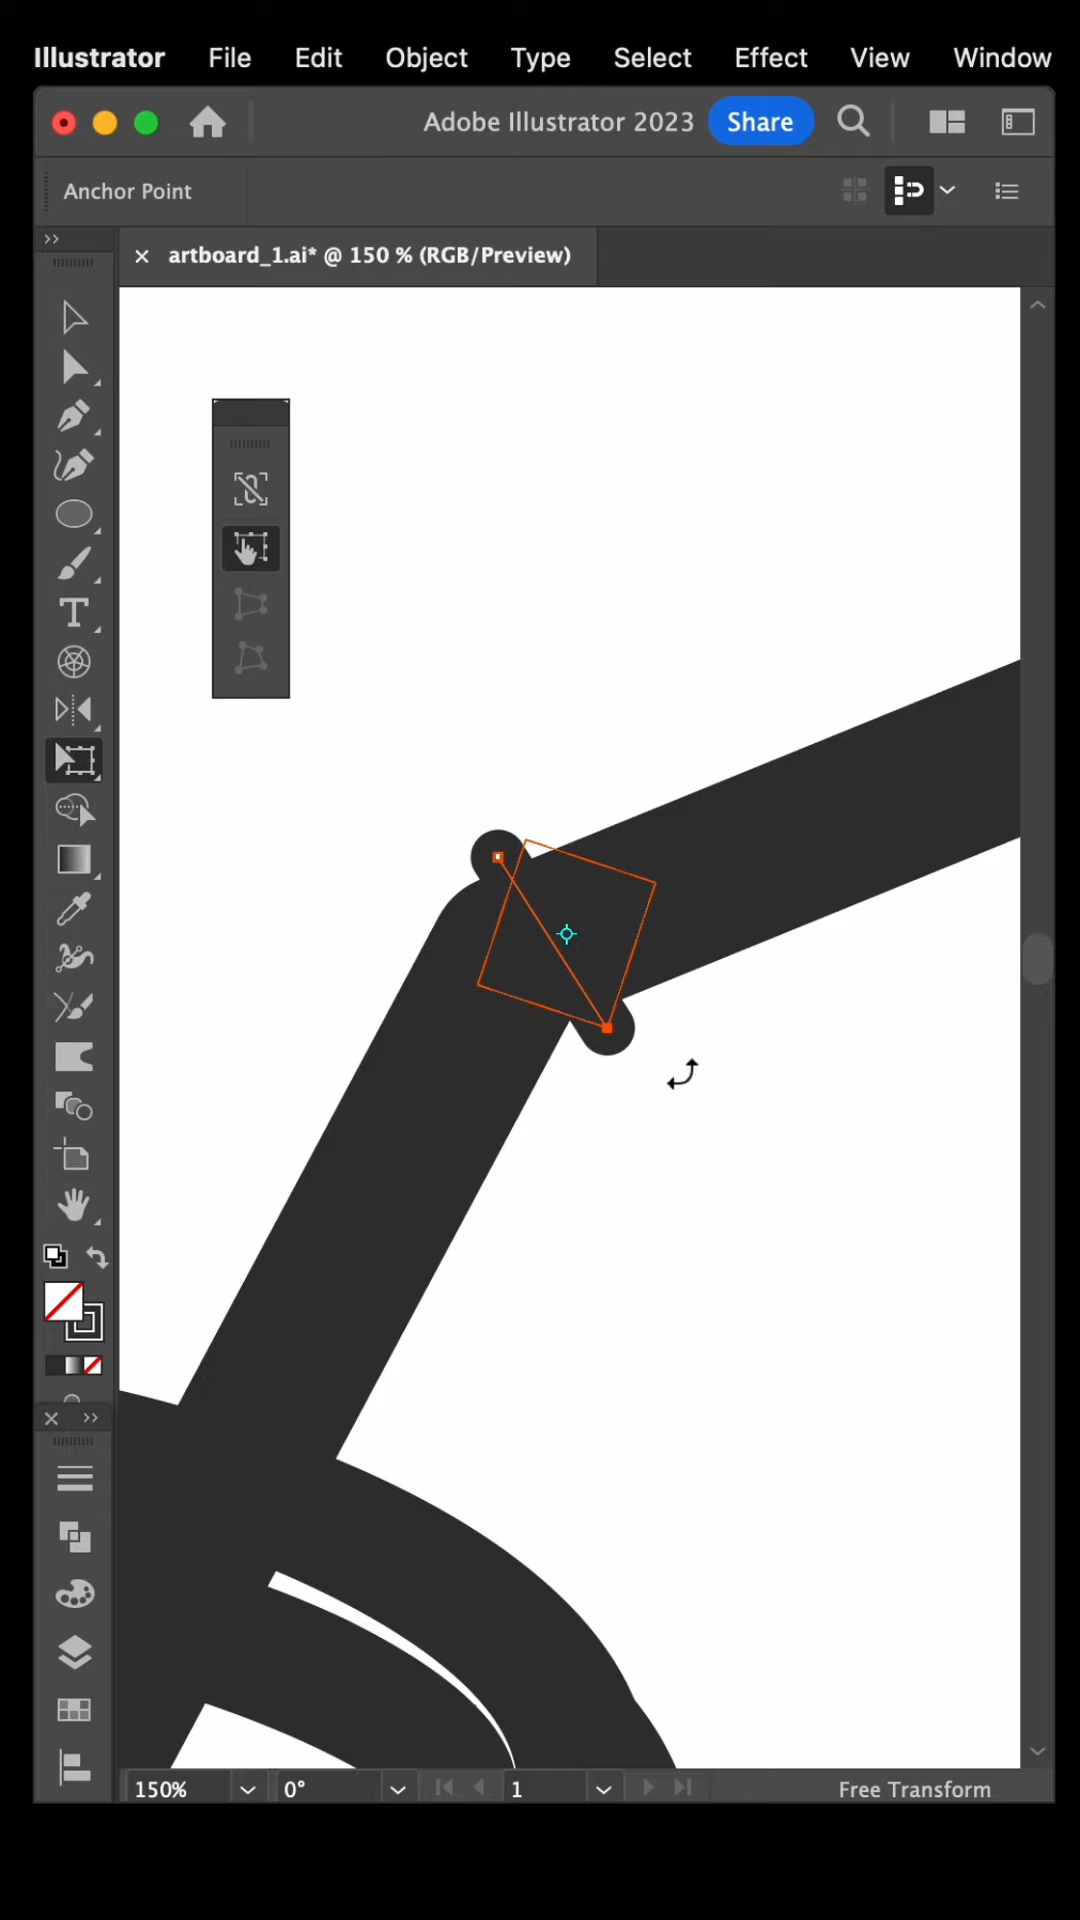 Illustrator File Edit Object Type Select Effect View Window
Adobe Illustrator 2023 Share
Anchor Point
artboard_1.ai* @ 150 % (RGB/Preview)
150% 0° 1 Free Transform